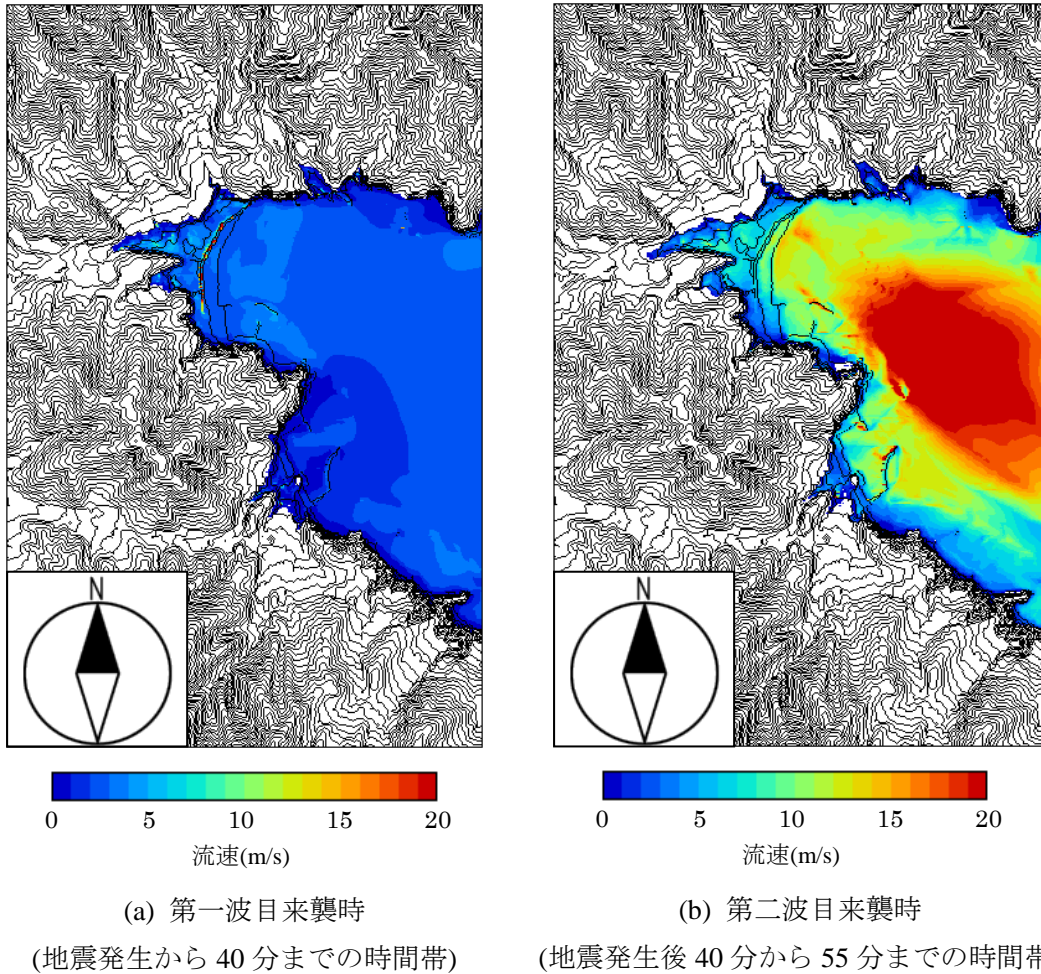 N
N
0 5 10 15 20
0 5 10 15 20
流速(m/s)
流速(m/s)
(a) 第一波目来襲時
(b) 第二波目来襲時
(地震発生から 40 分までの時間帯)
(地震発生後 40 分から 55 分までの時間帯